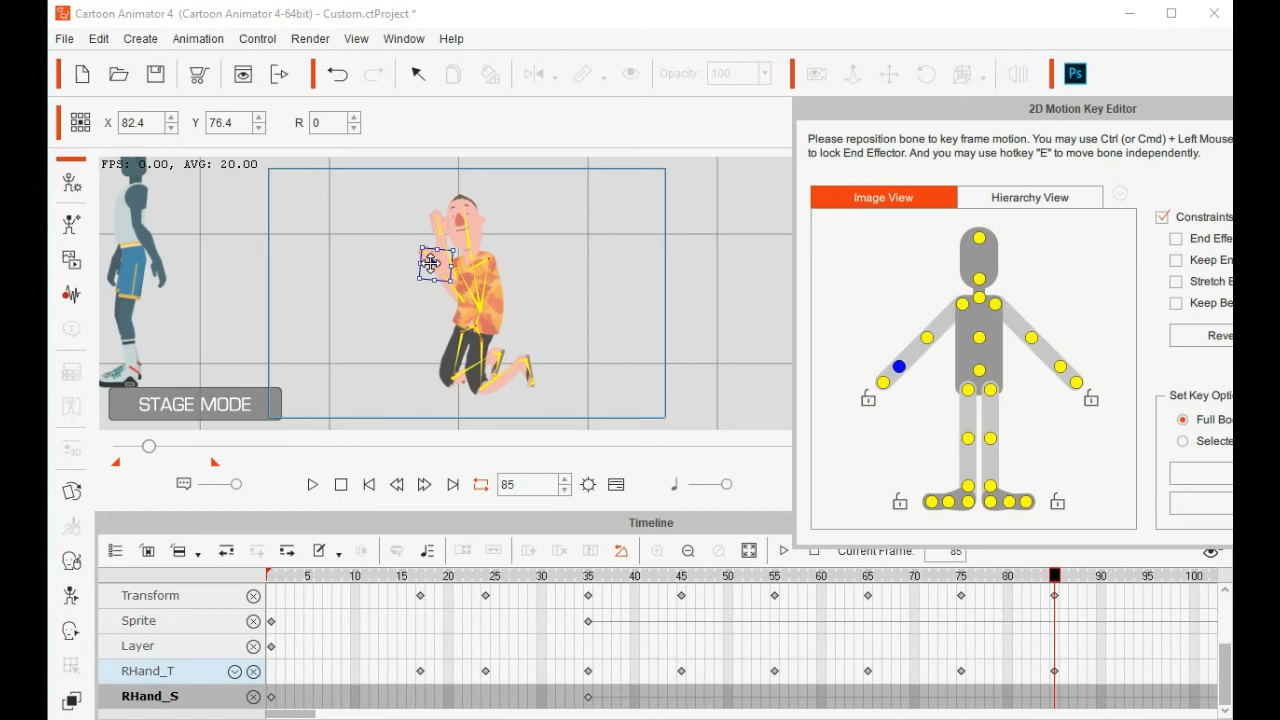 Cartoon Animator 4 (Cartoon Animator 4-64bit) - Custom.ctProject *
File Edit Create Animation Control Render View Window Help
Opacity : 100
Ps
X 82.4 Y 76.4 R 0
2D Motion Key Editor
Please reposition bone to key frame motion. You may use Ctrl (or Cmd) + Left Mouse
to lock End Effector. And you may use hotkey "E" to move bone independently.
FPS: 0.00, AVG: 20.00
Image View Hierarchy View
Constraints
End Effe
Keep En
Stretch B
Keep Be
Reve
STAGE MODE
Set Key Optio
Full Bo
Selecte
85
Timeline
Current Frame: 85
5 10 15 20 25 30 35 40 45 50 55 60 65 70 75 80 85 90 95 100
Transform
Sprite
Layer
RHand_T
RHand_S